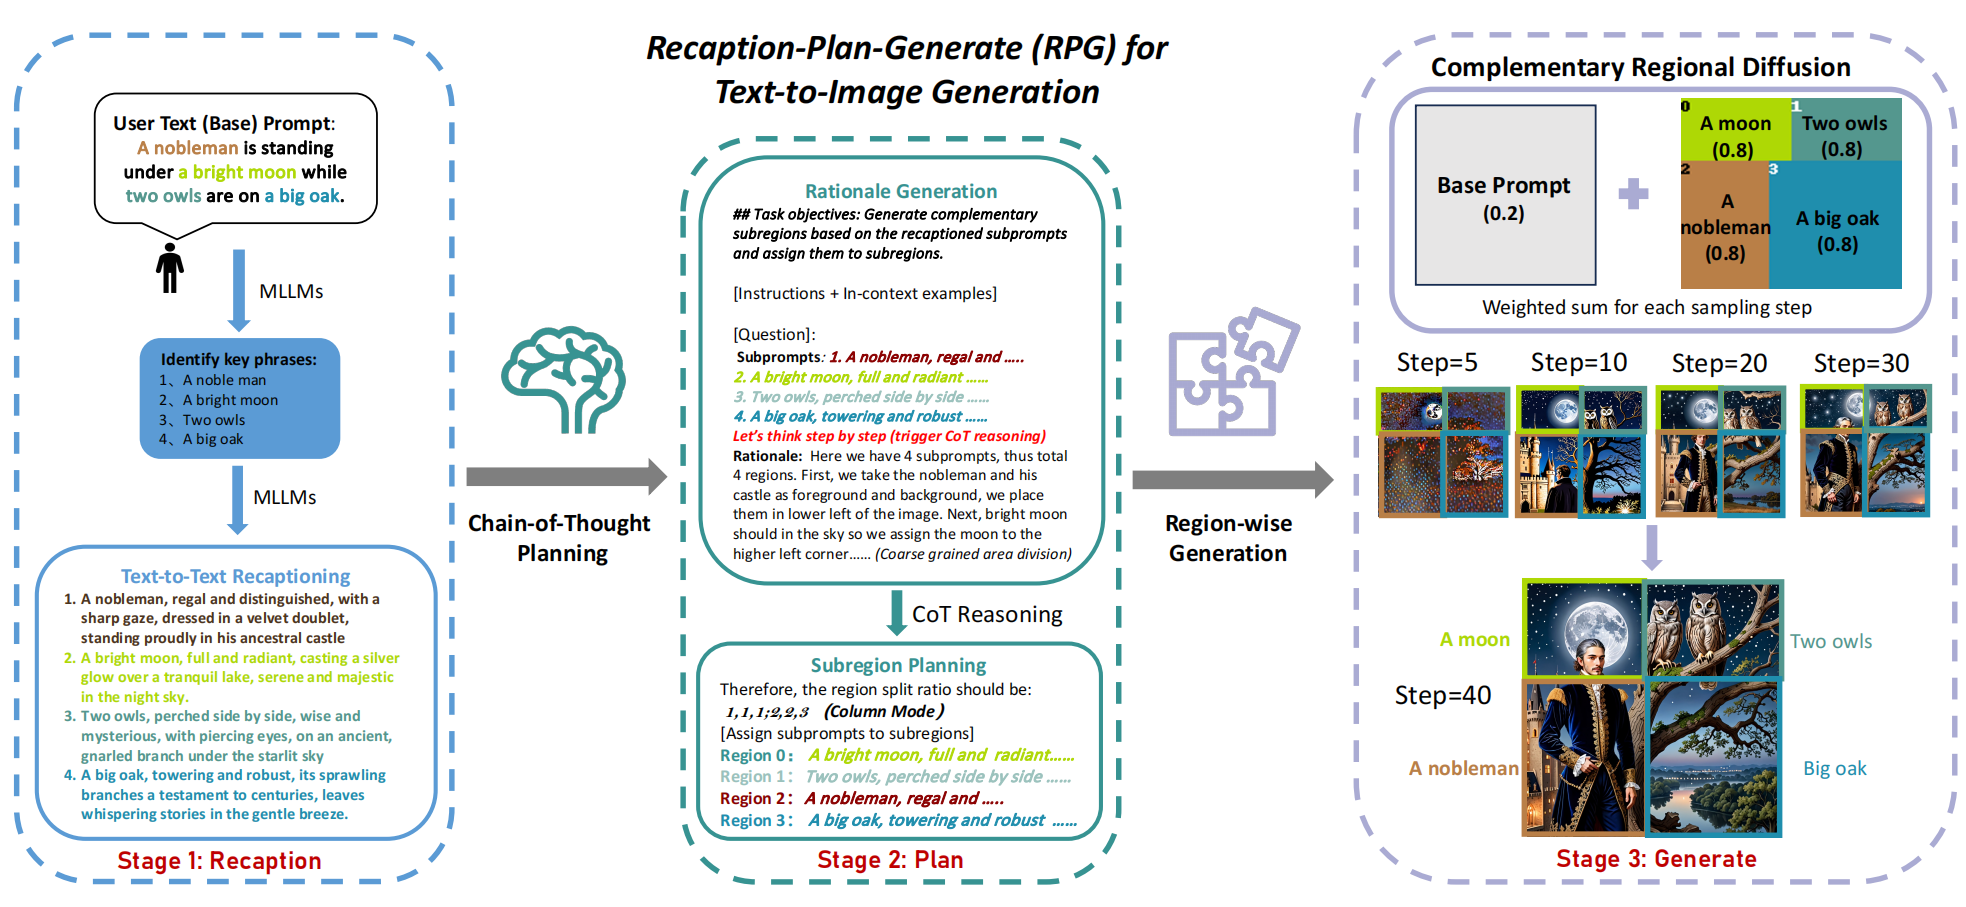 Recaption-Plan-Generate (RPG) for
Text-to-Image Generation
User Text (Base) Prompt:
A nobleman is standing
under a bright moon while
two owls are on a big oak.
MLLMs
Identify key phrases:
1、A noble man
2、A bright moon
3、Two owls
4、A big oak
MLLMs
Text-to-Text Recaptioning
1. A nobleman, regal and distinguished, with a
sharp gaze, dressed in a velvet doublet,
standing proudly in his ancestral castle
2. A bright moon, full and radiant, casting a silver
glow over a tranquil lake, serene and majestic
in the night sky.
3. Two owls, perched side by side, wise and
mysterious, with piercing eyes, on an ancient,
gnarled branch under the starlit sky
4. A big oak, towering and robust, its sprawling
branches a testament to centuries, leaves
whispering stories in the gentle breeze.
Stage 1: Recaption
Chain-of-Thought
Planning
Rationale Generation
## Task objectives: Generate complementary
subregions based on the recaptioned subprompts
and assign them to subregions.
[Instructions + In-context examples]
[Question]:
Subprompts: 1. A nobleman, regal and …..
2. A bright moon, full and radiant ……
3. Two owls, perched side by side ……
4. A big oak, towering and robust ……
Let's think step by step (trigger CoT reasoning)
Rationale: Here we have 4 subprompts, thus total
4 regions. First, we take the nobleman and his
castle as foreground and background, we place
them in lower left of the image. Next, bright moon
should in the sky so we assign the moon to the
higher left corner…… (Coarse grained area division)
CoT Reasoning
Subregion Planning
Therefore, the region split ratio should be:
1,1,1;2,2,3 (Column Mode)
[Assign subprompts to subregions]
Region 0: A bright moon, full and radiant……
Region 1: Two owls, perched side by side ……
Region 2: A nobleman, regal and …..
Region 3: A big oak, towering and robust ……
Stage 2: Plan
Region-wise
Generation
Complementary Regional Diffusion
Base Prompt
(0.2)
0
A moon
(0.8)
1
Two owls
(0.8)
2
A
nobleman
(0.8)
3
A big oak
(0.8)
Weighted sum for each sampling step
Step=5
Step=10
Step=20
Step=30
A moon
Two owls
Step=40
A nobleman
Big oak
Stage 3: Generate